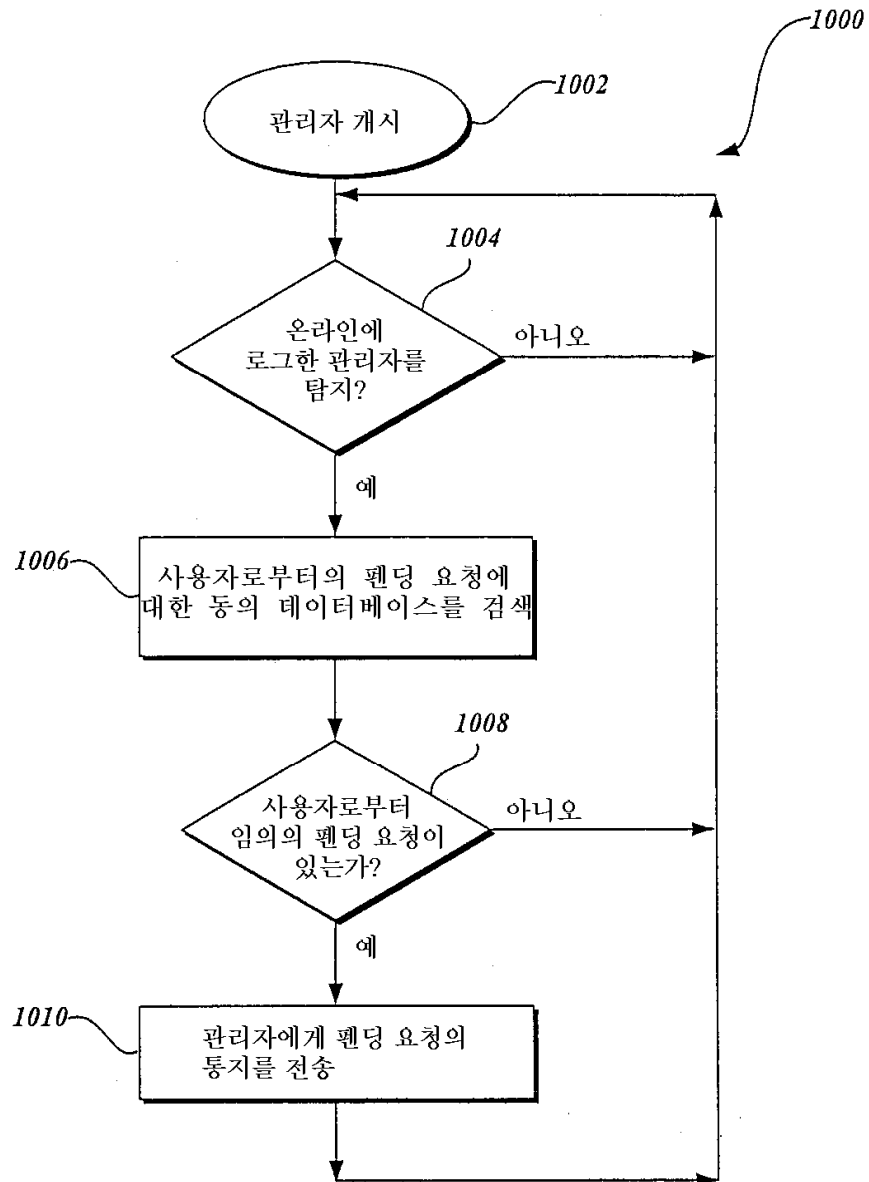 1000
1002
관리자 개시
1004
온라인에
로그한 관리자를
탐지?
아니오
예
1006
사용자로부터의 펜딩 요청에
대한 동의 데이터베이스를 검색
1008
사용자로부터
임의의 펜딩 요청이
있는가?
아니오
예
1010
관리자에게 펜딩 요청의
통지를 전송